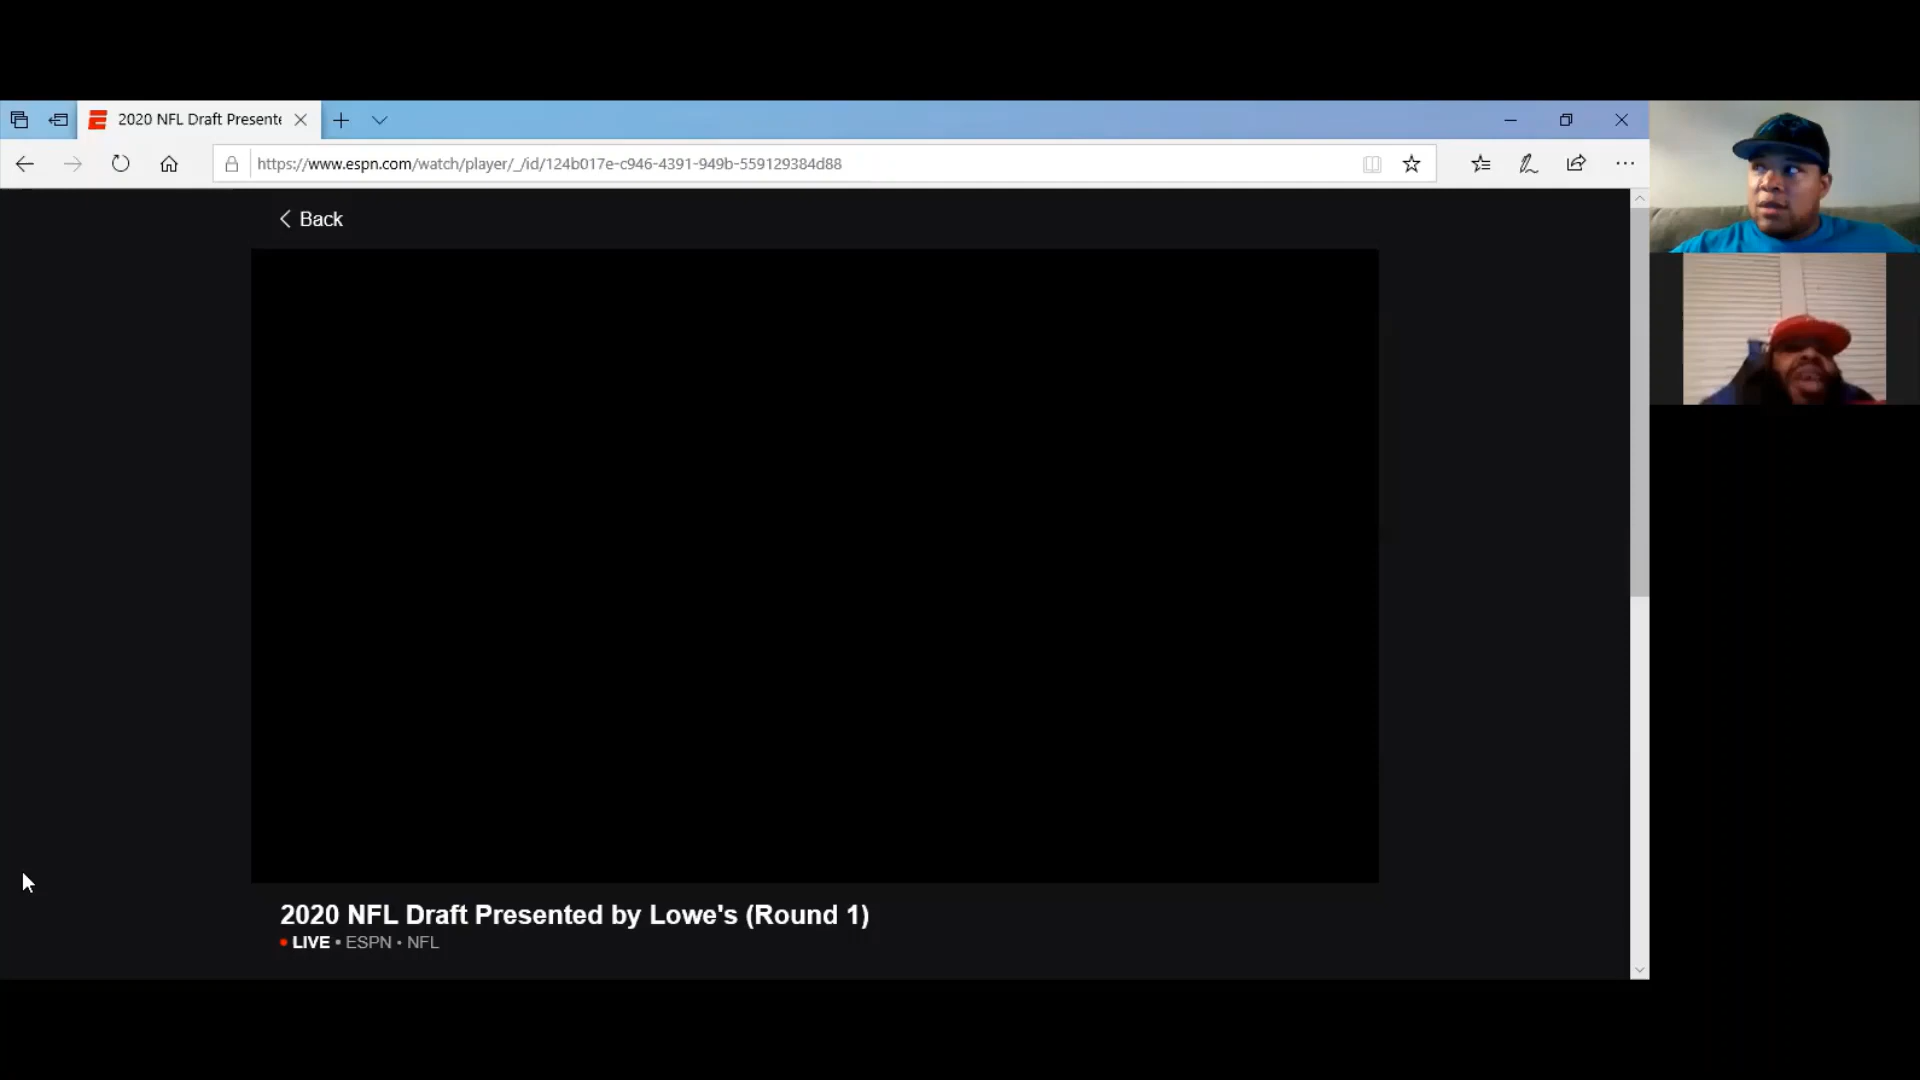 2020 NFL Draft Presente
https://www.espn.com/watch/player/_/id/124b017e-c946-4391-949b-559129384d88
Back
2020 NFL Draft Presented by Lowe's (Round 1)
LIVE • ESPN • NFL